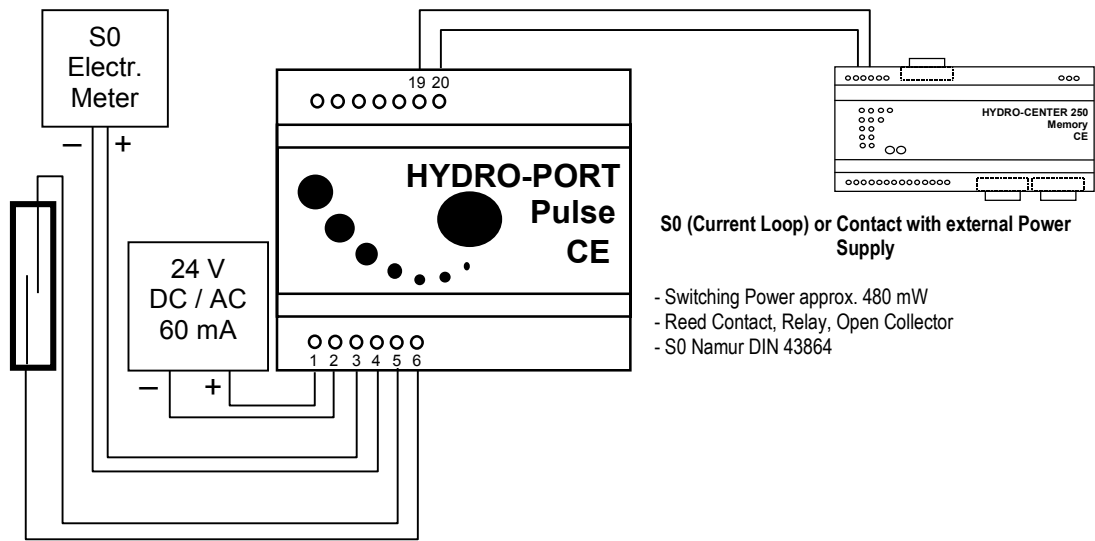 S0
Electr.
Meter
– +
24 V
DC / AC
60 mA
– +
19 20
HYDRO-PORT
Pulse
CE
1 2 3 4 5 6
HYDRO-CENTER 250
Memory
CE
S0 (Current Loop) or Contact with external Power
Supply
- Switching Power approx. 480 mW
- Reed Contact, Relay, Open Collector
- S0 Namur DIN 43864